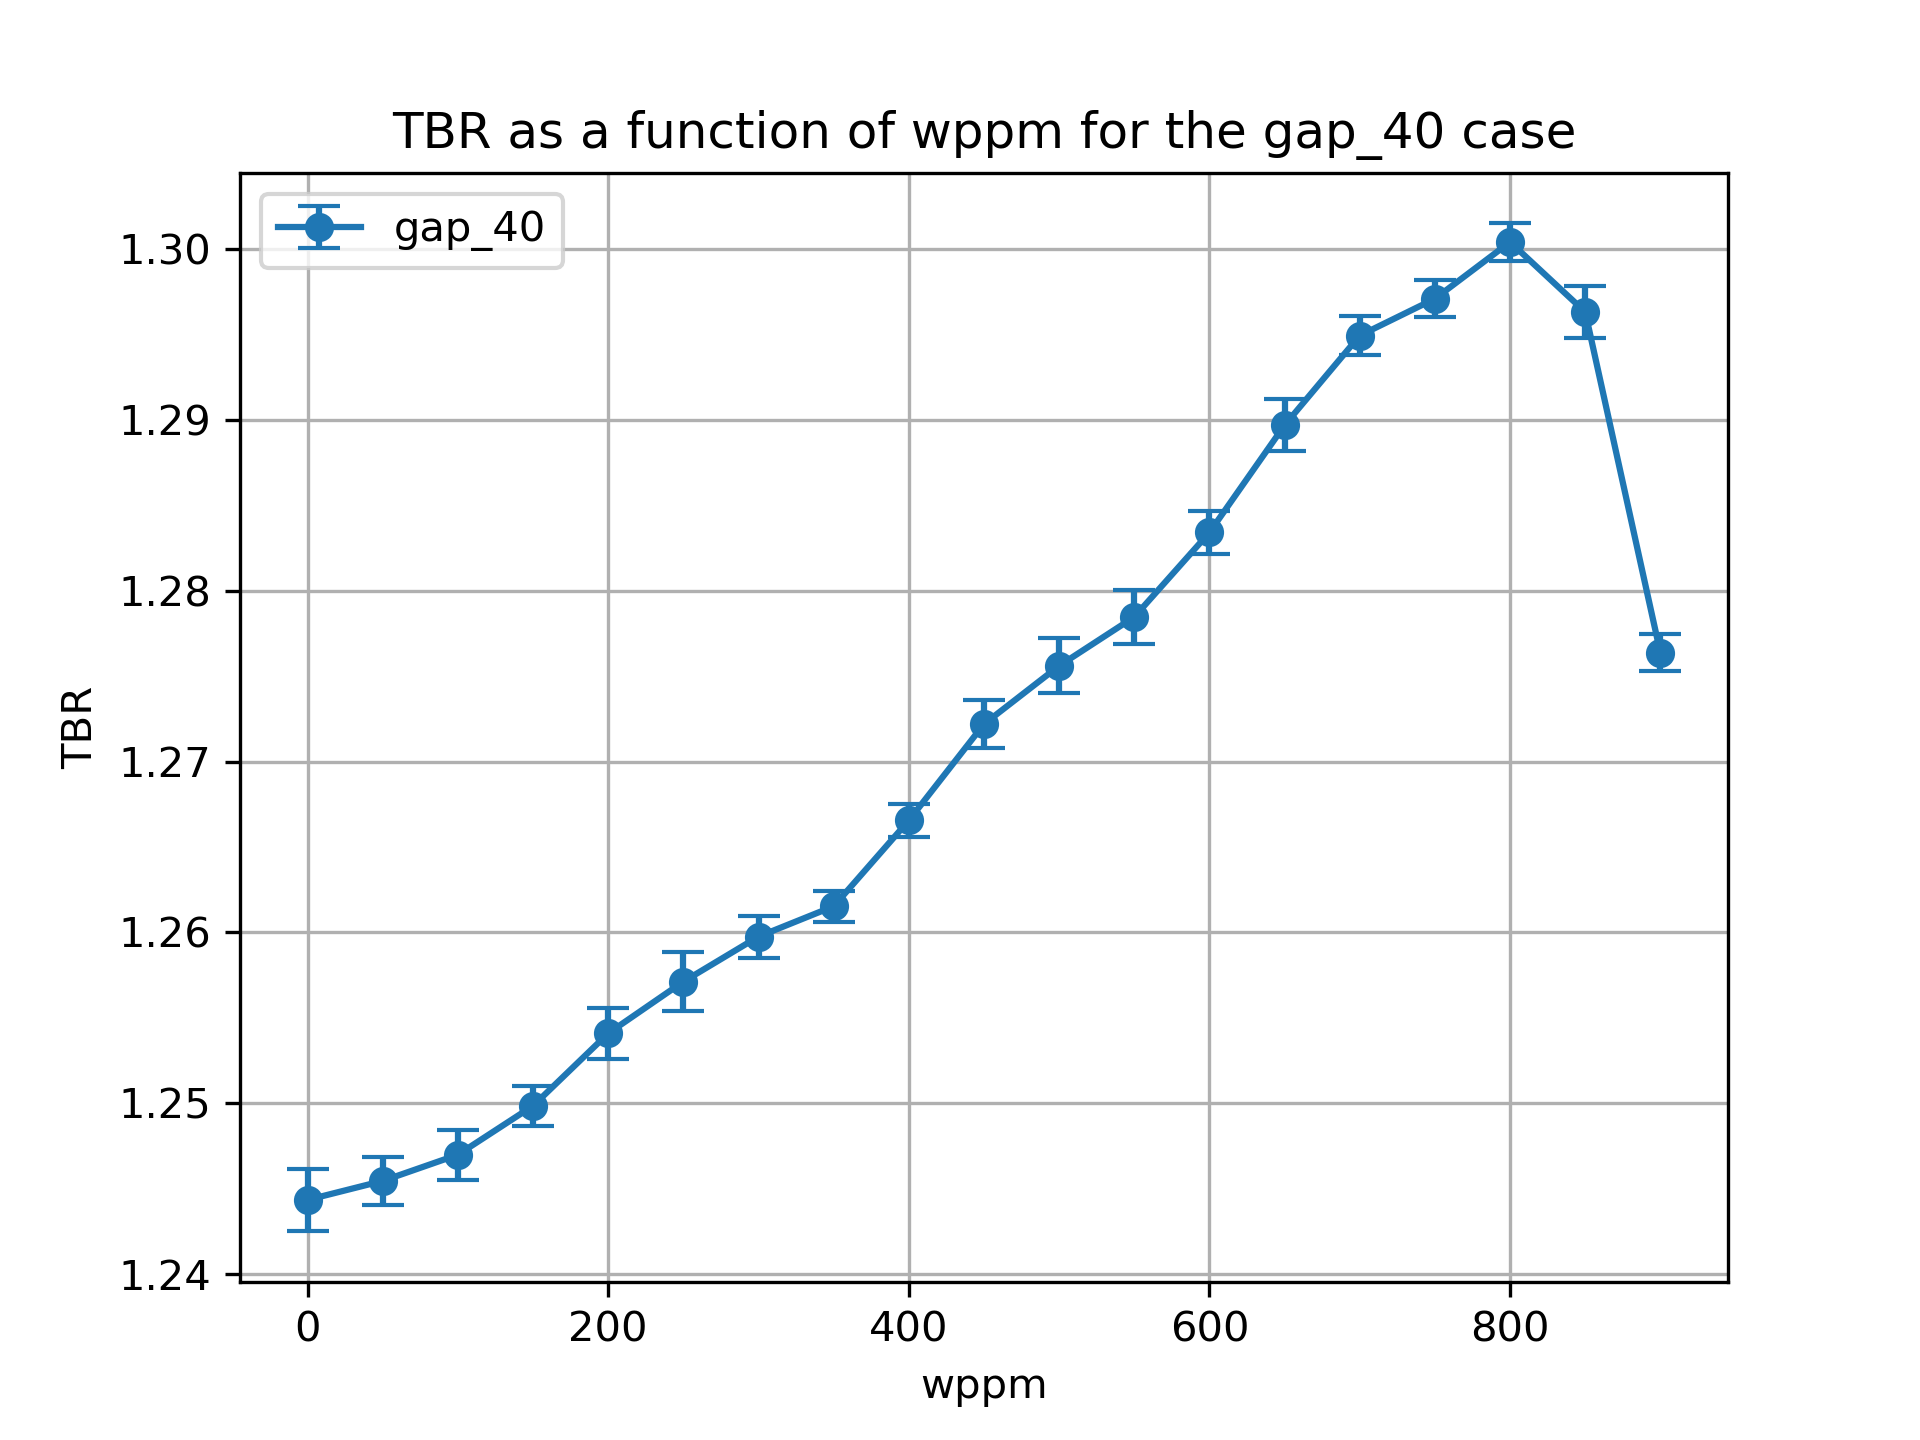 TBR as a function of wppm for the gap_40 case
gap_40
1.30
1.29
1.28
1.27
1.26
1.25
1.24
TBR
0 200 400 600 800
wppm